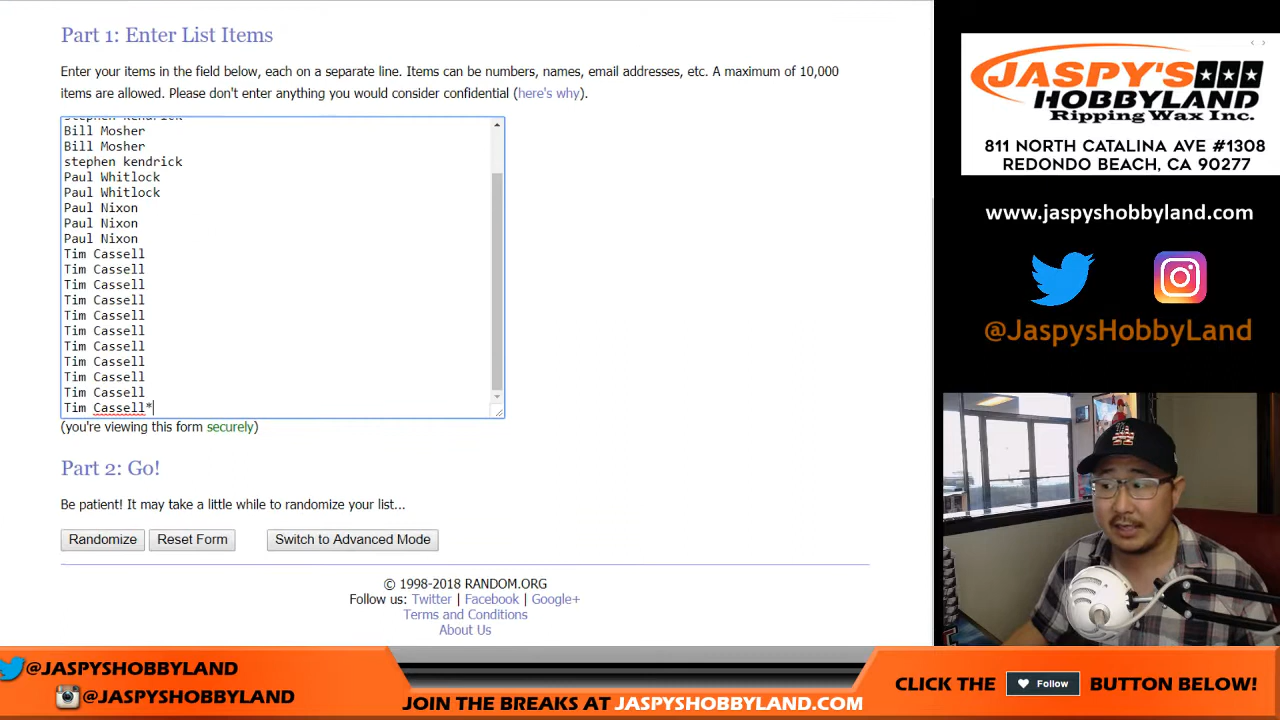 Part 1: Enter List Items
Enter your items in the field below, each on a separate line. Items can be numbers, names, email addresses, etc. A maximum of 10,000
items are allowed. Please don't enter anything you would consider confidential (here's why).
stephen kendrick
Bill Mosher
Bill Mosher
stephen kendrick
Paul Whitlock
Paul Whitlock
Paul Nixon
Paul Nixon
Paul Nixon
Tim Cassell
Tim Cassell
Tim Cassell
Tim Cassell
Tim Cassell
Tim Cassell
Tim Cassell
Tim Cassell
Tim Cassell
Tim Cassell
Tim Cassell*
(you're viewing this form securely)
Part 2: Go!
Be patient! It may take a little while to randomize your list...
Randomize
Reset Form
Switch to Advanced Mode
© 1998-2018 RANDOM.ORG
Follow us: Twitter | Facebook | Google+
Terms and Conditions
About Us
JASPY'S
HOBBYLAND
Ripping Wax Inc.
811 NORTH CATALINA AVE #1308
REDONDO BEACH, CA 90277
www.jaspyshobbyland.com
@JaspysHobbyLand
@JASPYSHOBBYLAND
@JASPYSHOBBYLAND
JOIN THE BREAKS AT JASPYSHOBBYLAND.COM
CLICK THE Follow BUTTON BELOW!